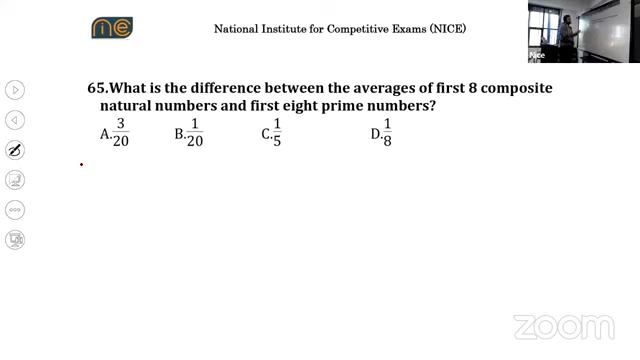 nie
National Institute for Competitive Exams (NICE)
Nice
65.What is the difference between the averages of first 8 composite
natural numbers and first eight prime numbers?
A. 3/20 B. 1/20 C. 1/5 D. 1/8
zoom